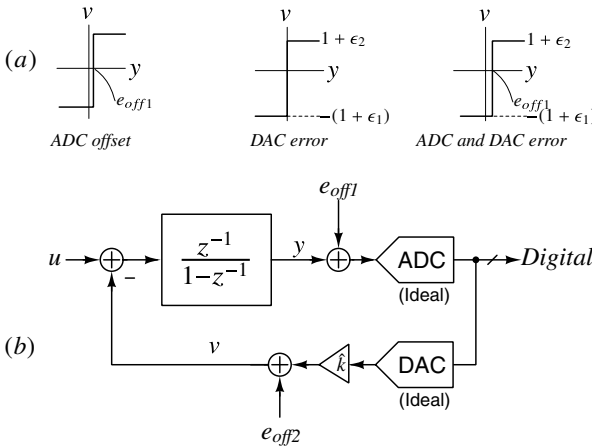 v v v
(a) y y y
1 + ϵ₂ 1 + ϵ₂
e_off1 e_off1
−(1 + ϵ₁) −(1 + ϵ₁)
ADC offset DAC error ADC and DAC error
e_off1
u + − z⁻¹ / 1−z⁻¹ y + ADC Digital
(Ideal)
(b) v + k̂ DAC
(Ideal)
e_off2